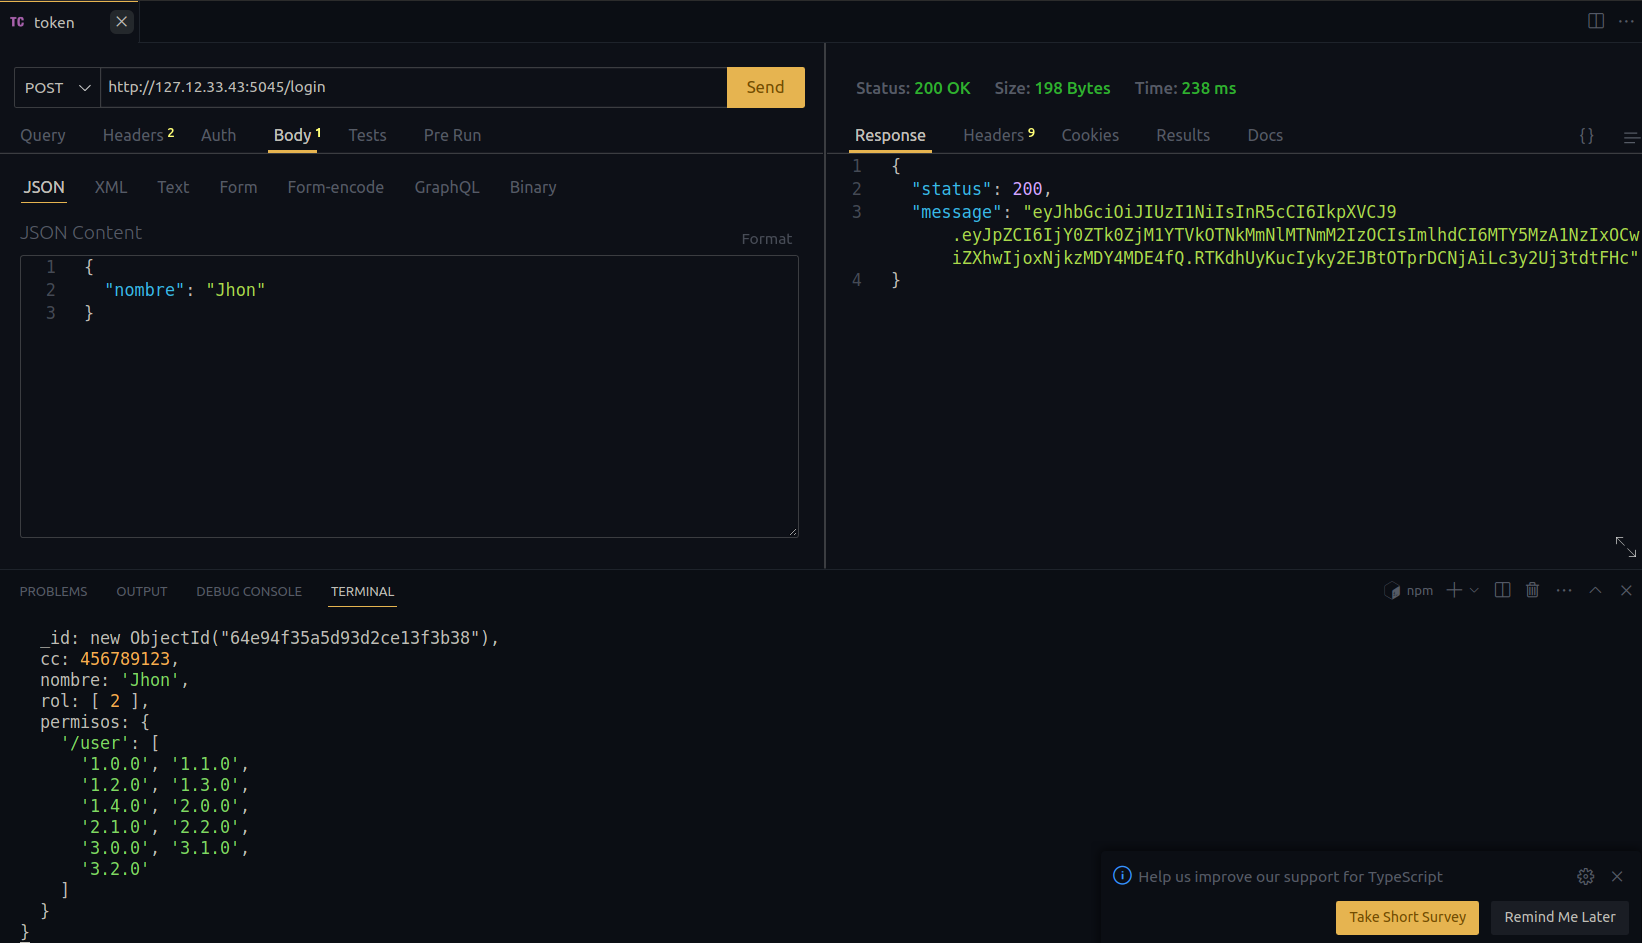 TC token
POST http://127.12.33.43:5045/login Send
Query Headers 2 Auth Body 1 Tests Pre Run
JSON XML Text Form Form-encode GraphQL Binary
JSON Content
Format
1 {
2 "nombre": "Jhon"
3 }
Status: 200 OK Size: 198 Bytes Time: 238 ms
Response Headers 9 Cookies Results Docs {}
1 {
2 "status": 200,
3 "message": "eyJhbGciOiJIUzI1NiIsInR5cCI6IkpXVCJ9
.eyJpZCI6IjY0ZTk0ZjM1YTVkOTNkMmNlMTNmM2IzOCIsImlhdCI6MTY5MzA1NzIxOCw
iZXhwIjoxNjkzMDY4MDE4fQ.RTKdhUyKucIyky2EJBtOTprDCNjAiLc3y2Uj3tdtFHc"
4 }
PROBLEMS OUTPUT DEBUG CONSOLE TERMINAL
npm
_id: new ObjectId("64e94f35a5d93d2ce13f3b38"),
cc: 456789123,
nombre: 'Jhon',
rol: [ 2 ],
permisos: {
'/user': [
'1.0.0', '1.1.0',
'1.2.0', '1.3.0',
'1.4.0', '2.0.0',
'2.1.0', '2.2.0',
'3.0.0', '3.1.0',
'3.2.0'
]
}
}
Help us improve our support for TypeScript
Take Short Survey Remind Me Later